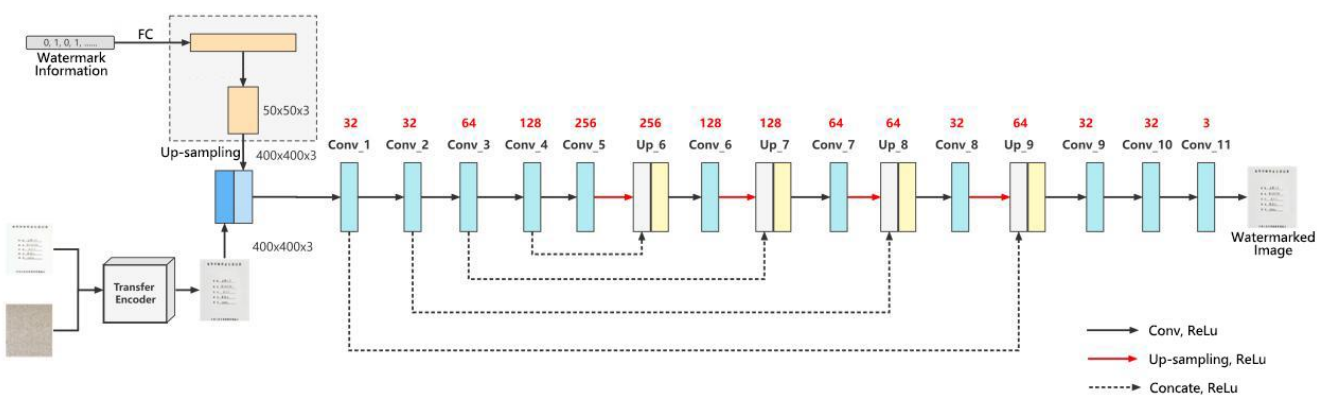 0, 1, 0, 1, ......
FC
Watermark
Information
50x50x3
Up-sampling
400x400x3
400x400x3
Transfer
Encoder
32 32 64 128 256 256 128 128 64 64 32 64 32 32 3
Conv_1 Conv_2 Conv_3 Conv_4 Conv_5 Up_6 Conv_6 Up_7 Conv_7 Up_8 Conv_8 Up_9 Conv_9 Conv_10 Conv_11
Watermarked
Image
Conv, ReLu
Up-sampling, ReLu
Concate, ReLu